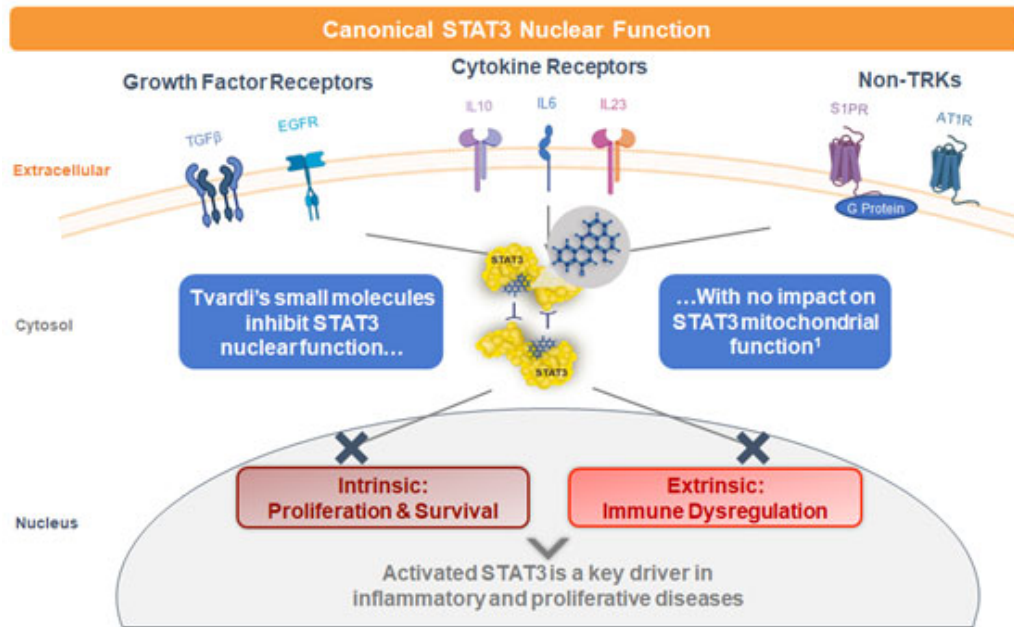 Canonical STAT3 Nuclear Function
Growth Factor Receptors
Cytokine Receptors
Non-TRKs
TGFβ
EGFR
IL10
IL6
IL23
S1PR
AT1R
Extracellular
G Protein
STAT3
Tvardi's small molecules
inhibit STAT3
nuclear function...
...With no impact on
STAT3 mitochondrial
function¹
Cytosol
STAT3
Intrinsic:
Proliferation & Survival
Extrinsic:
Immune Dysregulation
Nucleus
Activated STAT3 is a key driver in
inflammatory and proliferative diseases